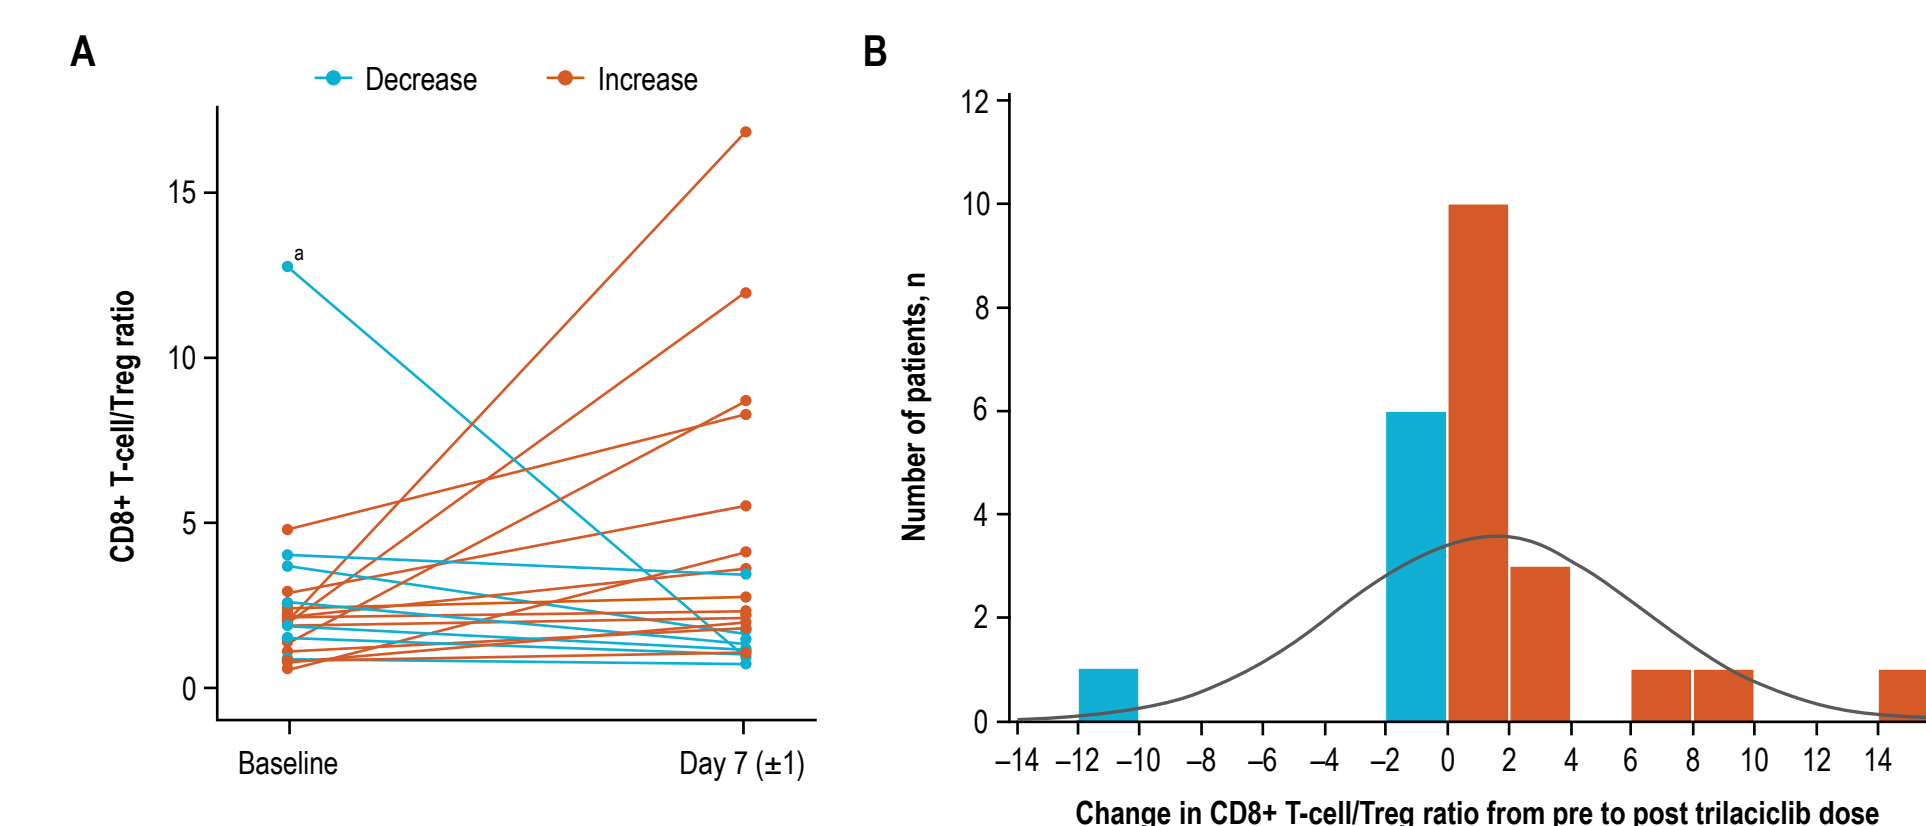 A
Decrease
Increase
15
10
5
0
a
CD8+ T-cell/Treg ratio
Baseline
Day 7 (±1)
B
12
10
8
6
4
2
0
Number of patients, n
–14 –12 –10 –8 –6 –4 –2 0 2 4 6 8 10 12 14
Change in CD8+ T-cell/Treg ratio from pre to post trilaciclib dose